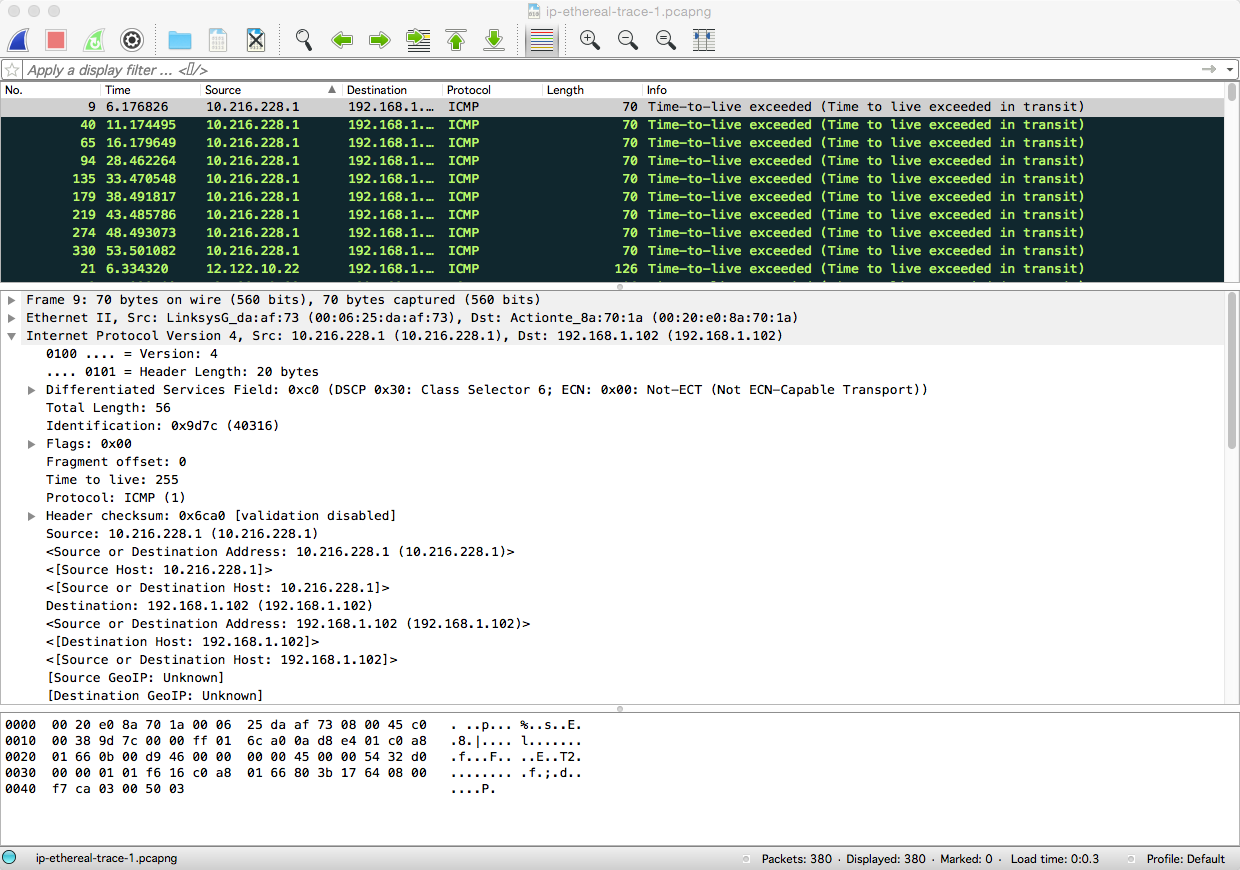 ip-ethereal-trace-1.pcapng
Apply a display filter ... <⌘/>
No. Time Source Destination Protocol Length Info
9 6.176826 10.216.228.1 192.168.1.… ICMP 70 Time-to-live exceeded (Time to live exceeded in transit)
40 11.174495 10.216.228.1 192.168.1.… ICMP 70 Time-to-live exceeded (Time to live exceeded in transit)
65 16.179649 10.216.228.1 192.168.1.… ICMP 70 Time-to-live exceeded (Time to live exceeded in transit)
94 28.462264 10.216.228.1 192.168.1.… ICMP 70 Time-to-live exceeded (Time to live exceeded in transit)
135 33.470548 10.216.228.1 192.168.1.… ICMP 70 Time-to-live exceeded (Time to live exceeded in transit)
179 38.491817 10.216.228.1 192.168.1.… ICMP 70 Time-to-live exceeded (Time to live exceeded in transit)
219 43.485786 10.216.228.1 192.168.1.… ICMP 70 Time-to-live exceeded (Time to live exceeded in transit)
274 48.493073 10.216.228.1 192.168.1.… ICMP 70 Time-to-live exceeded (Time to live exceeded in transit)
330 53.501082 10.216.228.1 192.168.1.… ICMP 70 Time-to-live exceeded (Time to live exceeded in transit)
21 6.334320 12.122.10.22 192.168.1.… ICMP 126 Time-to-live exceeded (Time to live exceeded in transit)
Frame 9: 70 bytes on wire (560 bits), 70 bytes captured (560 bits)
Ethernet II, Src: LinksysG_da:af:73 (00:06:25:da:af:73), Dst: Actionte_8a:70:1a (00:20:e0:8a:70:1a)
Internet Protocol Version 4, Src: 10.216.228.1 (10.216.228.1), Dst: 192.168.1.102 (192.168.1.102)
0100 .... = Version: 4
.... 0101 = Header Length: 20 bytes
Differentiated Services Field: 0xc0 (DSCP 0x30: Class Selector 6; ECN: 0x00: Not-ECT (Not ECN-Capable Transport))
Total Length: 56
Identification: 0x9d7c (40316)
Flags: 0x00
Fragment offset: 0
Time to live: 255
Protocol: ICMP (1)
Header checksum: 0x6ca0 [validation disabled]
Source: 10.216.228.1 (10.216.228.1)
<Source or Destination Address: 10.216.228.1 (10.216.228.1)>
<[Source Host: 10.216.228.1]>
<[Source or Destination Host: 10.216.228.1]>
Destination: 192.168.1.102 (192.168.1.102)
<Source or Destination Address: 192.168.1.102 (192.168.1.102)>
<[Destination Host: 192.168.1.102]>
<[Source or Destination Host: 192.168.1.102]>
[Source GeoIP: Unknown]
[Destination GeoIP: Unknown]
0000 00 20 e0 8a 70 1a 00 06 25 da af 73 08 00 45 c0 . ..p... %..s..E.
0010 00 38 9d 7c 00 00 ff 01 6c a0 0a d8 e4 01 c0 a8 .8.|.... l.......
0020 01 66 0b 00 d9 46 00 00 00 00 45 00 00 54 32 d0 .f...F.. ..E..T2.
0030 00 00 01 01 f6 16 c0 a8 01 66 80 3b 17 64 08 00 ........ .f.;.d..
0040 f7 ca 03 00 50 03 ....P.
ip-ethereal-trace-1.pcapng Packets: 380 · Displayed: 380 · Marked: 0 · Load time: 0:0.3 Profile: Default